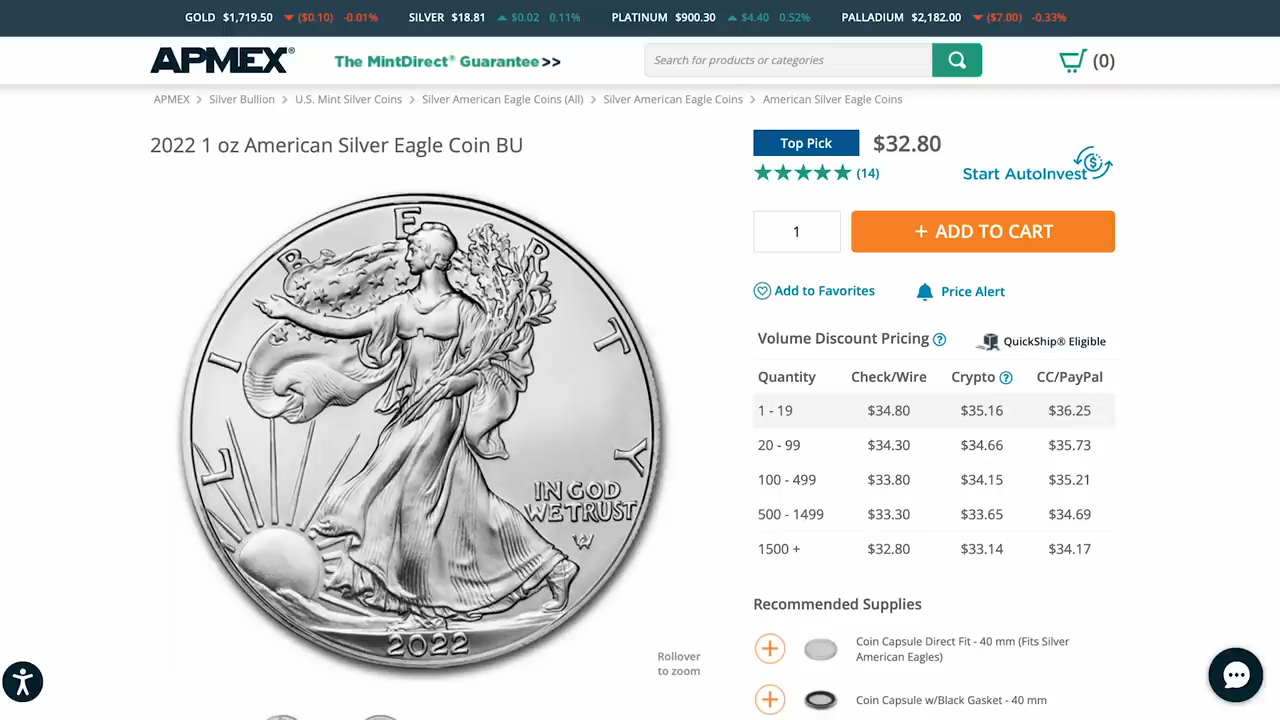 GOLD $1,719.50 ($0.10) -0.01% SILVER $18.81 $0.02 0.11% PLATINUM $900.30 $4.40 0.52% PALLADIUM $2,182.00 ($7.00) -0.33%
APMEX® The MintDirect® Guarantee >> Search for products or categories (0)
APMEX > Silver Bullion > U.S. Mint Silver Coins > Silver American Eagle Coins (All) > Silver American Eagle Coins > American Silver Eagle Coins
2022 1 oz American Silver Eagle Coin BU
LIBERTY
IN GOD
WE TRUST
2022
Rollover
to zoom
Top Pick $32.80
(14) Start AutoInvest
1 + ADD TO CART
Add to Favorites Price Alert
Volume Discount Pricing ? QuickShip® Eligible
Quantity Check/Wire Crypto ? CC/PayPal
1 - 19 $34.80 $35.16 $36.25
20 - 99 $34.30 $34.66 $35.73
100 - 499 $33.80 $34.15 $35.21
500 - 1499 $33.30 $33.65 $34.69
1500 + $32.80 $33.14 $34.17
Recommended Supplies
Coin Capsule Direct Fit - 40 mm (Fits Silver
American Eagles)
Coin Capsule w/Black Gasket - 40 mm